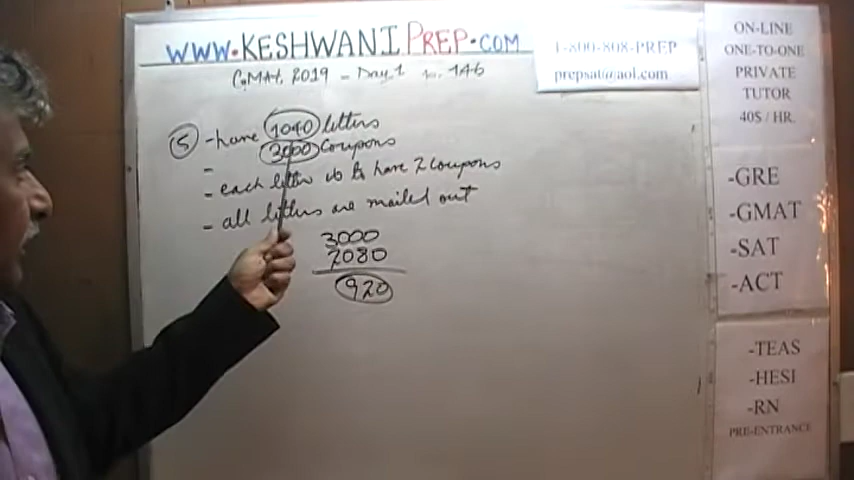 WWW.KESHWANIPREP.COM
GMAT, 2019 - Day 1 146
1-800-808-PREP
prepsat@aol.com
5 - have 1040 letters
- 3000 Coupons
- each letter is to have 2 coupons
- all letters are mailed out
3000
2080
920
ON-LINE
ONE-TO-ONE
PRIVATE
TUTOR
40$ / HR.
-GRE
-GMAT
-SAT
-ACT
-TEAS
-HESI
-RN
PRE-ENTRANCE